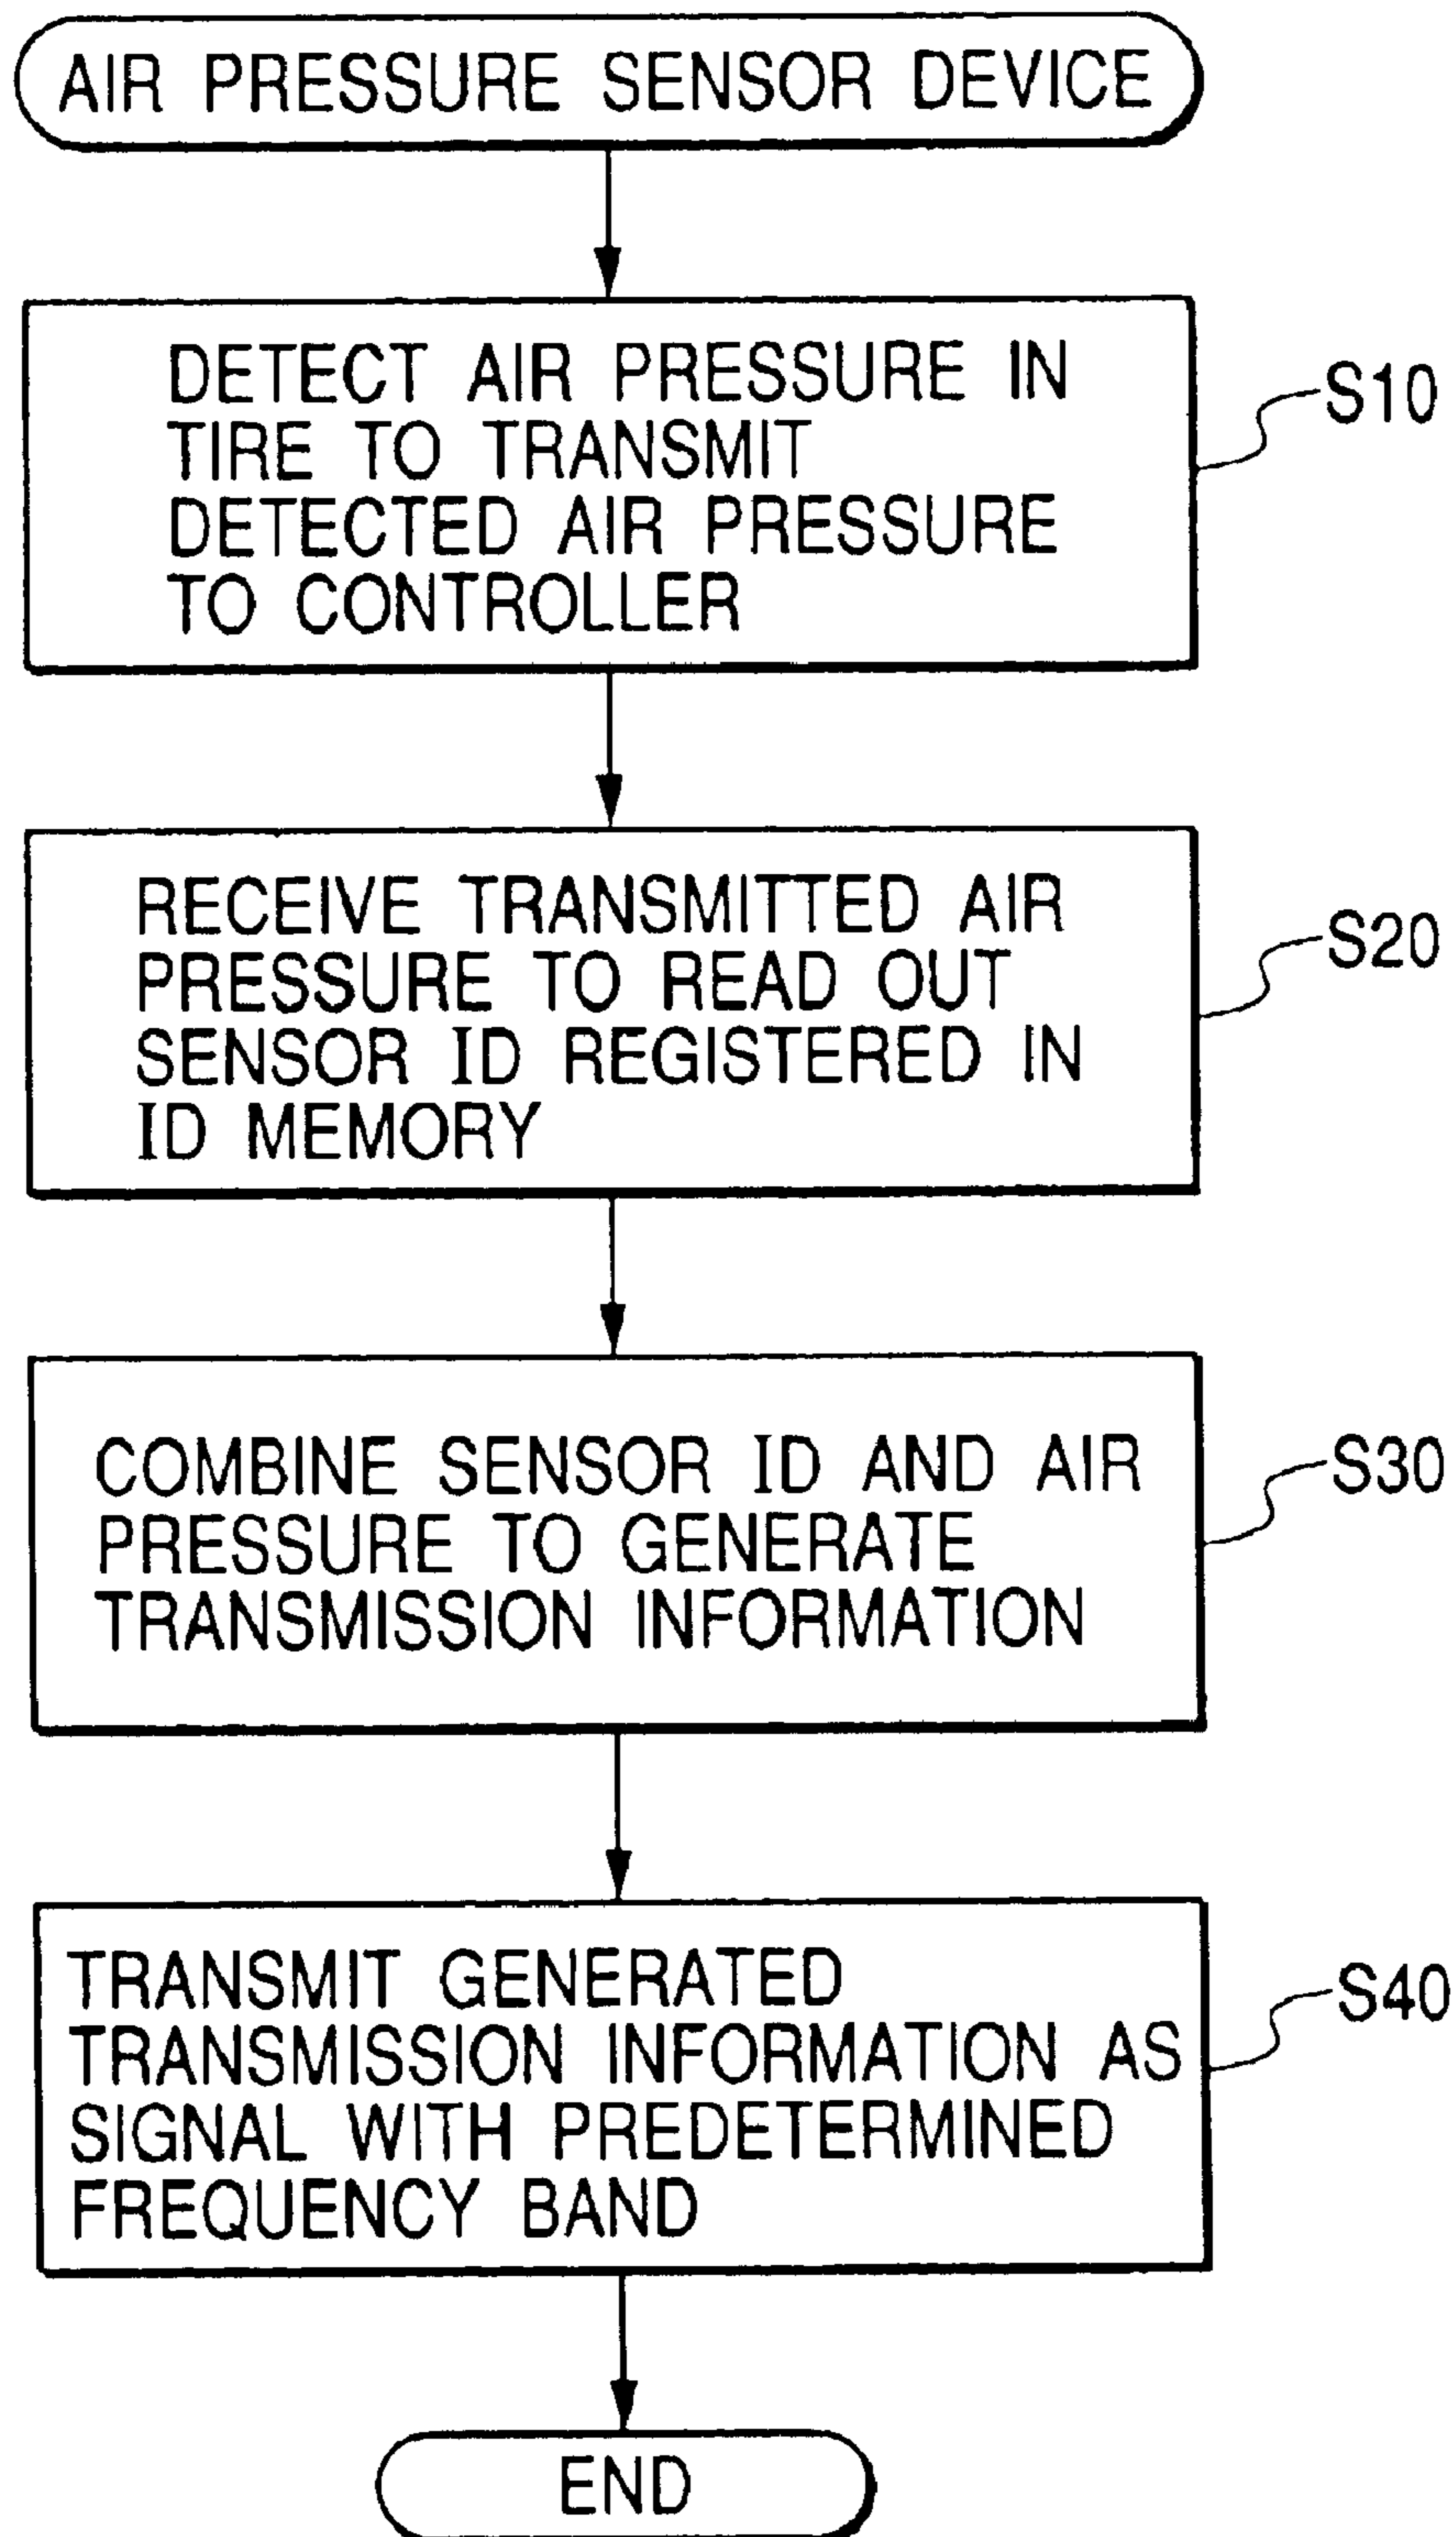 AIR PRESSURE SENSOR DEVICE
DETECT AIR PRESSURE IN
TIRE TO TRANSMIT
DETECTED AIR PRESSURE
TO CONTROLLER
S10
RECEIVE TRANSMITTED AIR
PRESSURE TO READ OUT
SENSOR ID REGISTERED IN
ID MEMORY
S20
COMBINE SENSOR ID AND AIR
PRESSURE TO GENERATE
TRANSMISSION INFORMATION
S30
TRANSMIT GENERATED
TRANSMISSION INFORMATION AS
SIGNAL WITH PREDETERMINED
FREQUENCY BAND
S40
END